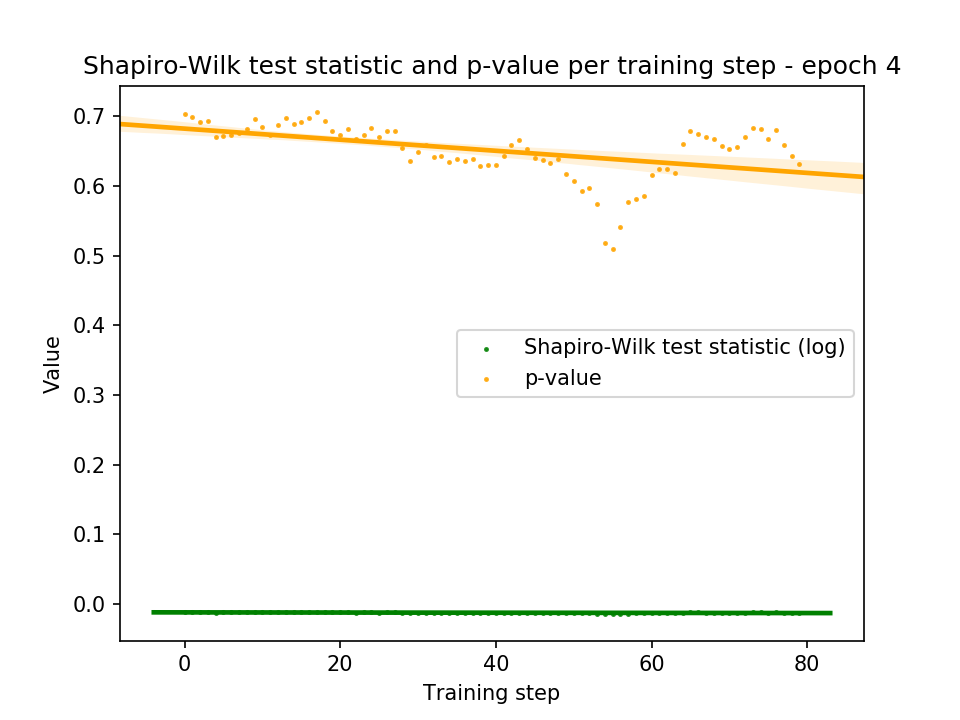 Shapiro-Wilk test statistic and p-value per training step - epoch 4
0.7
0.6
0.5
0.4
0.3
0.2
0.1
0.0
Value
Shapiro-Wilk test statistic (log)
p-value
0 20 40 60 80
Training step